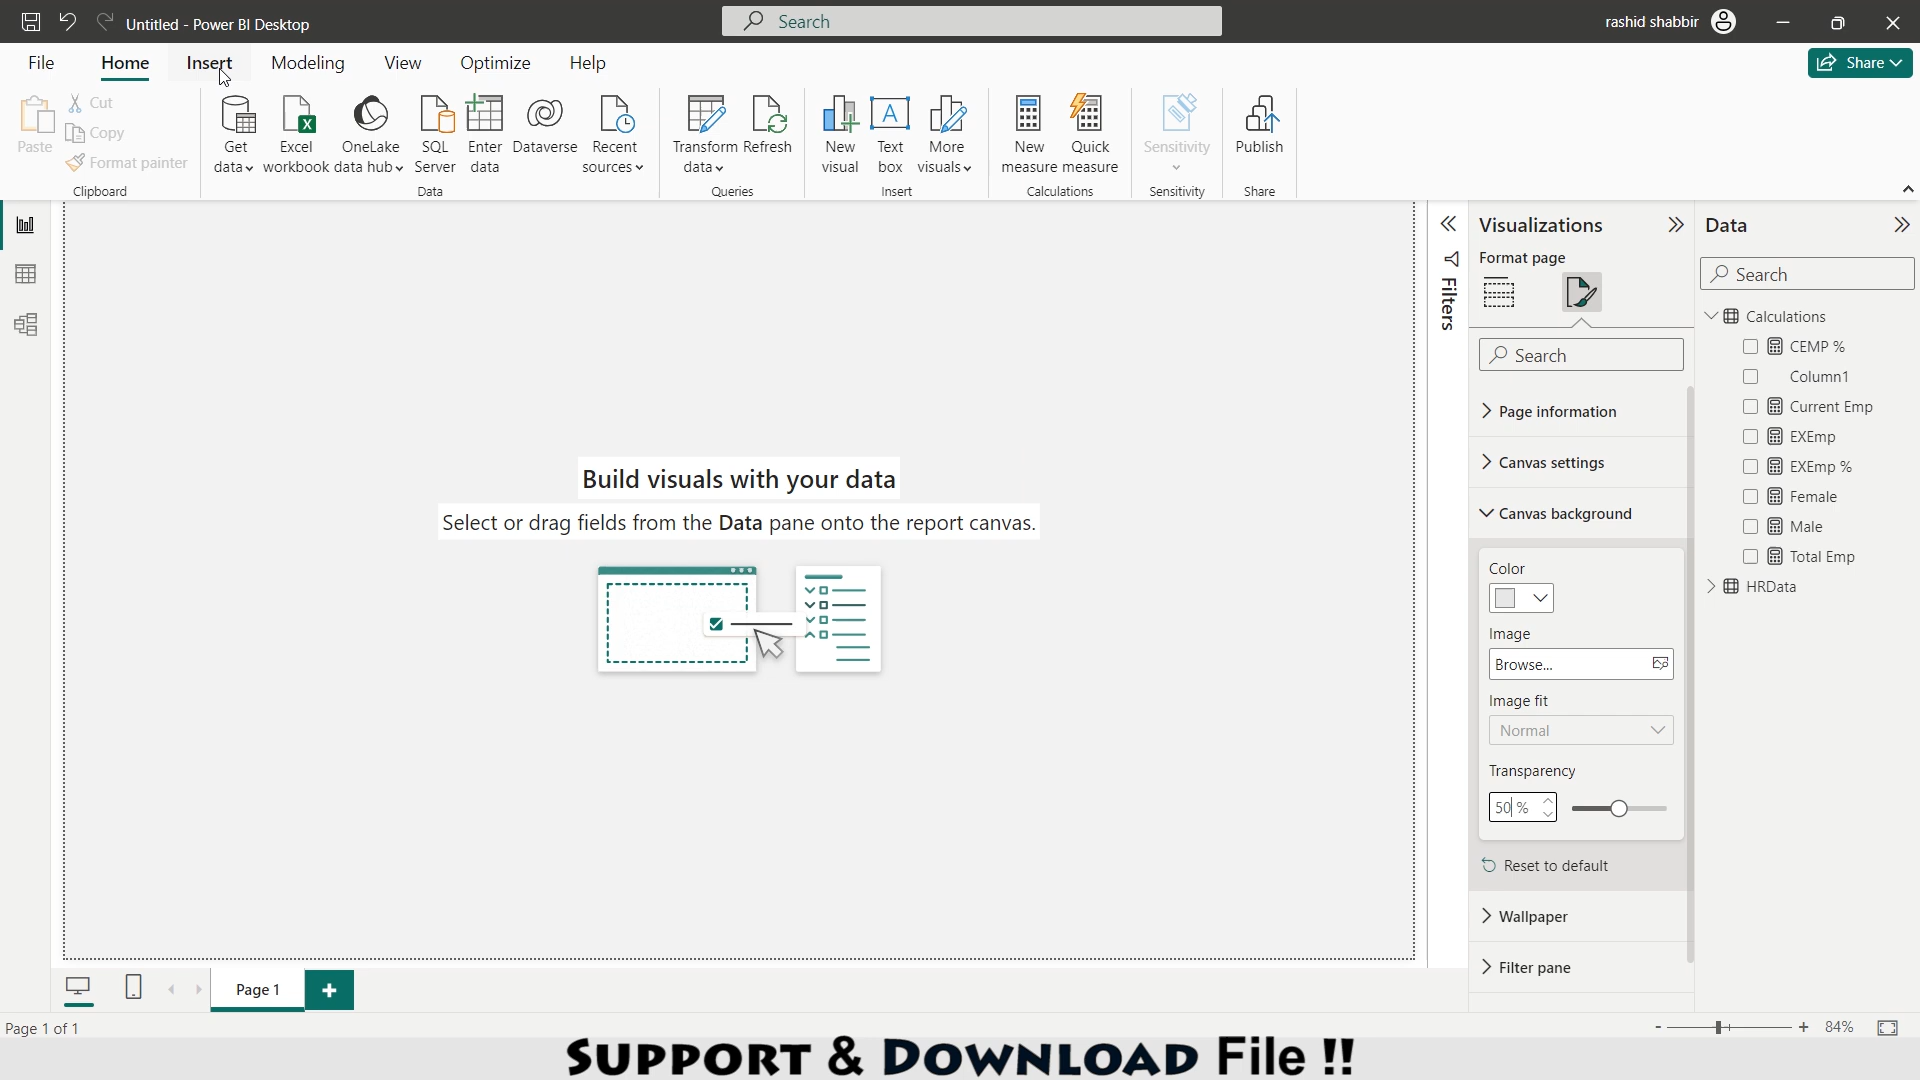 Untitled - Power BI Desktop
Search
rashid shabbir
File Home Insert Modeling View Optimize Help
Share
Paste
Cut
Copy
Format painter
Clipboard
Get data
Excel workbook
OneLake data hub
SQL Server
Enter data
Dataverse
Recent sources
Data
Transform data
Refresh
Queries
New visual
Text box
More visuals
Insert
New measure
Quick measure
Calculations
Sensitivity
Sensitivity
Publish
Share
Build visuals with your data
Select or drag fields from the Data pane onto the report canvas.
Filters
Visualizations
Format page
Search
Page information
Canvas settings
Canvas background
Color
Image
Browse...
Image fit
Normal
Transparency
50 %
Reset to default
Wallpaper
Filter pane
Data
Search
Calculations
CEMP %
Column1
Current Emp
EXEmp
EXEmp %
Female
Male
Total Emp
HRData
Page 1
+
Page 1 of 1
- + 84%
Support & Download File !!